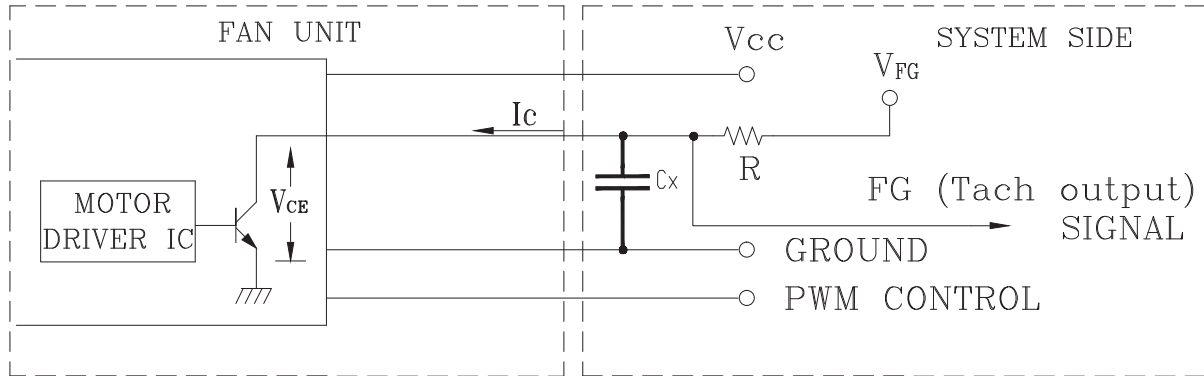 FAN UNIT
SYSTEM SIDE
Vcc
VFG
Ic
R
Cx
VCE
MOTOR
DRIVER IC
FG (Tach output)
SIGNAL
GROUND
PWM CONTROL